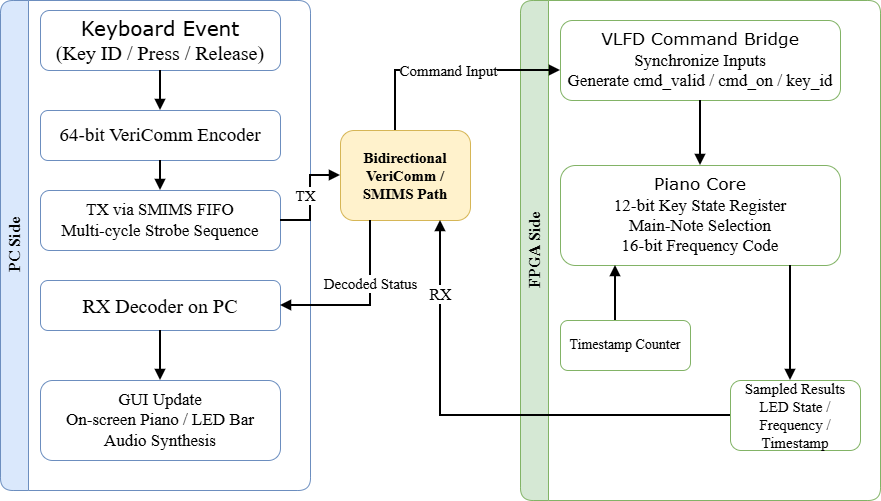 PC Side
Keyboard Event
(Key ID / Press / Release)
64-bit VeriComm Encoder
TX via SMIMS FIFO
Multi-cycle Strobe Sequence
RX Decoder on PC
GUI Update
On-screen Piano / LED Bar
Audio Synthesis
TX
Bidirectional
VeriComm /
SMIMS Path
Command Input
Decoded Status
RX
FPGA Side
VLFD Command Bridge
Synchronize Inputs
Generate cmd_valid / cmd_on / key_id
Piano Core
12-bit Key State Register
Main-Note Selection
16-bit Frequency Code
Timestamp Counter
Sampled Results
LED State /
Frequency /
Timestamp